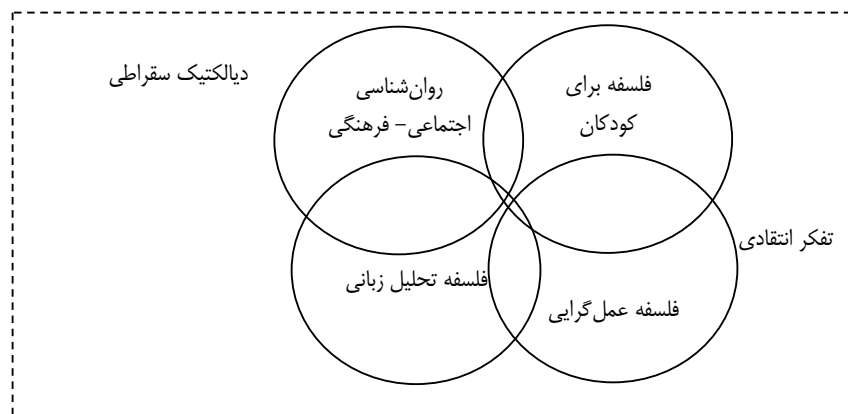 دیالکتیک سقراطی
فلسفه برای
کودکان
روان‌شناسی
اجتماعی– فرهنگی
تفکر انتقادی
فلسفه تحلیل زبانی
فلسفه عمل‌گرایی